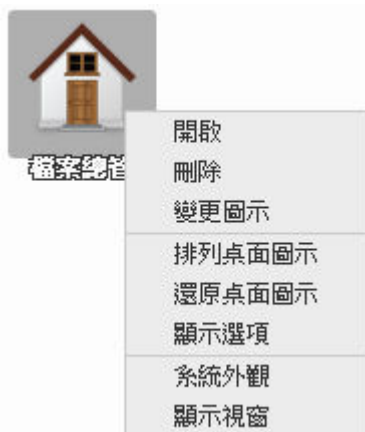 檔案總管
開啟
刪除
變更圖示
排列桌面圖示
還原桌面圖示
顯示選項
系統外觀
顯示視窗